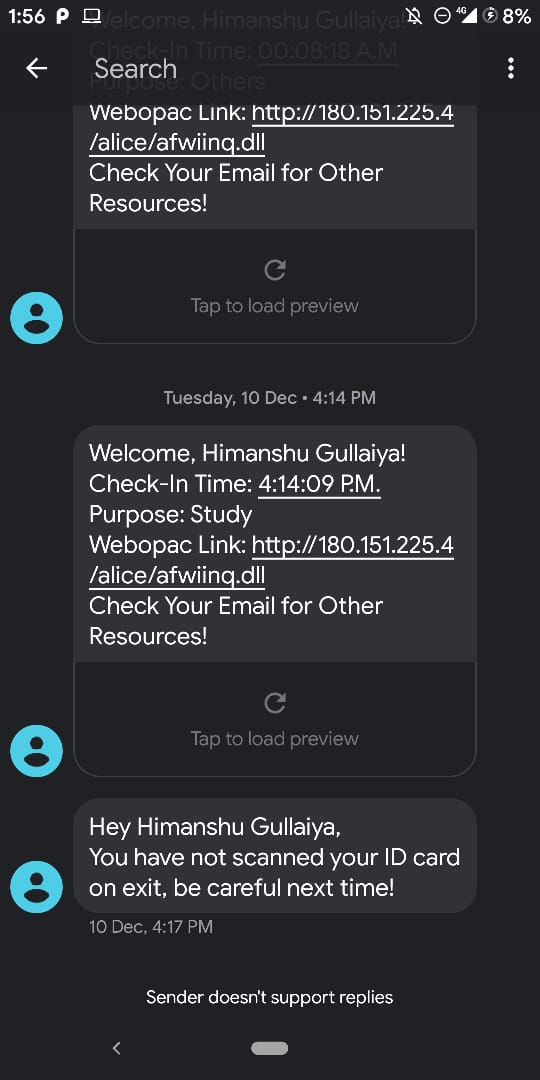 1:56 P 4G 8%
Welcome, Himanshu Gullaiya!
Check-In Time: 00:08:18 A.M
Search
Purpose: Others
Webopac Link: http://180.151.225.4
/alice/afwiinq.dll
Check Your Email for Other
Resources!
Tap to load preview
Tuesday, 10 Dec • 4:14 PM
Welcome, Himanshu Gullaiya!
Check-In Time: 4:14:09 P.M.
Purpose: Study
Webopac Link: http://180.151.225.4
/alice/afwiinq.dll
Check Your Email for Other
Resources!
Tap to load preview
Hey Himanshu Gullaiya,
You have not scanned your ID card
on exit, be careful next time!
10 Dec, 4:17 PM
Sender doesn't support replies